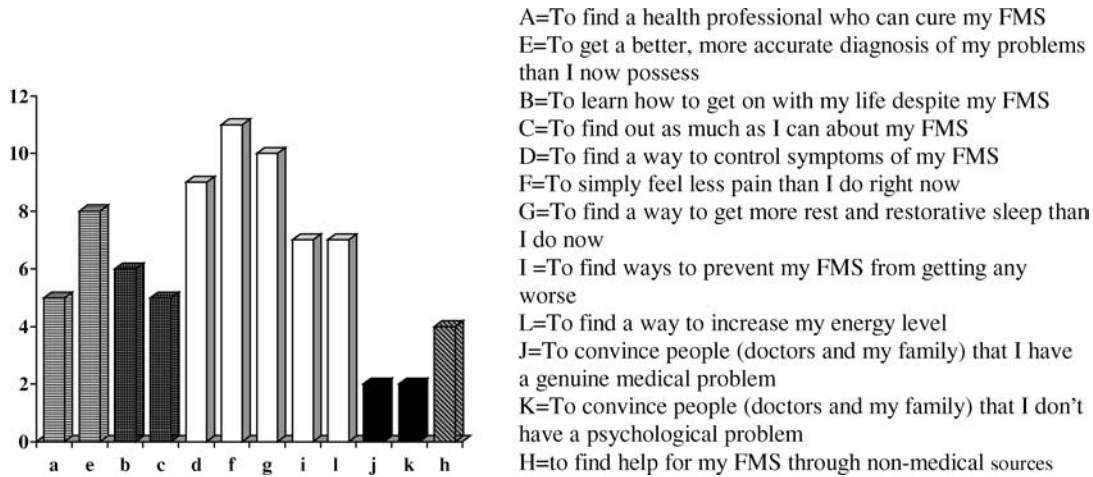 A=To find a health professional who can cure my FMS
E=To get a better, more accurate diagnosis of my problems
than I now possess
B=To learn how to get on with my life despite my FMS
C=To find out as much as I can about my FMS
D=To find a way to control symptoms of my FMS
F=To simply feel less pain than I do right now
G=To find a way to get more rest and restorative sleep than
I do now
I =To find ways to prevent my FMS from getting any
worse
L=To find a way to increase my energy level
J=To convince people (doctors and my family) that I have
a genuine medical problem
K=To convince people (doctors and my family) that I don't
have a psychological problem
H=to find help for my FMS through non-medical sources
12
10
8
6
4
2
0
a e b c d f g i l j k h